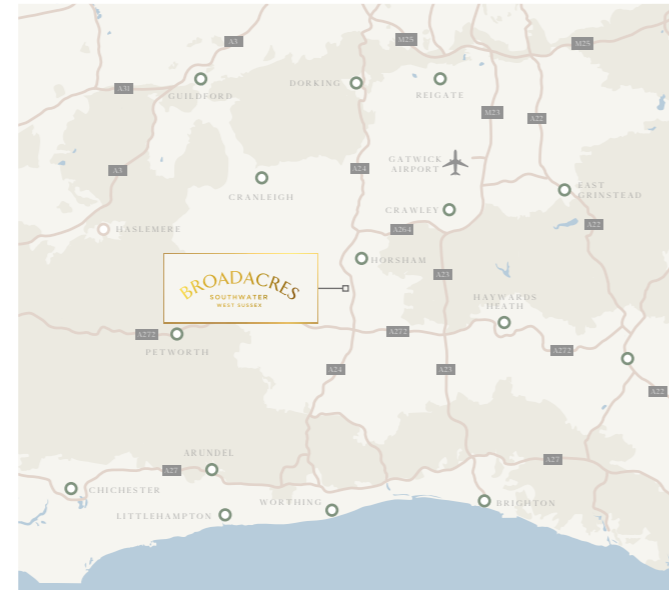 A3
M25
M25
DORKING
A31
GUILDFORD
REIGATE
M23
A22
GATWICK
AIRPORT
A3
A24
CRANLEIGH
EAST
GRINSTEAD
CRAWLEY
A22
HASLEMERE
A264
HORSHAM
A23
BROADACRES
SOUTHWATER
WEST SUSSEX
HAYWARDS
HEATH
A272
A272
PETWORTH
A272
A24
A23
A22
ARUNDEL
A27
A27
CHICHESTER
WORTHING
BRIGHTON
LITTLEHAMPTON